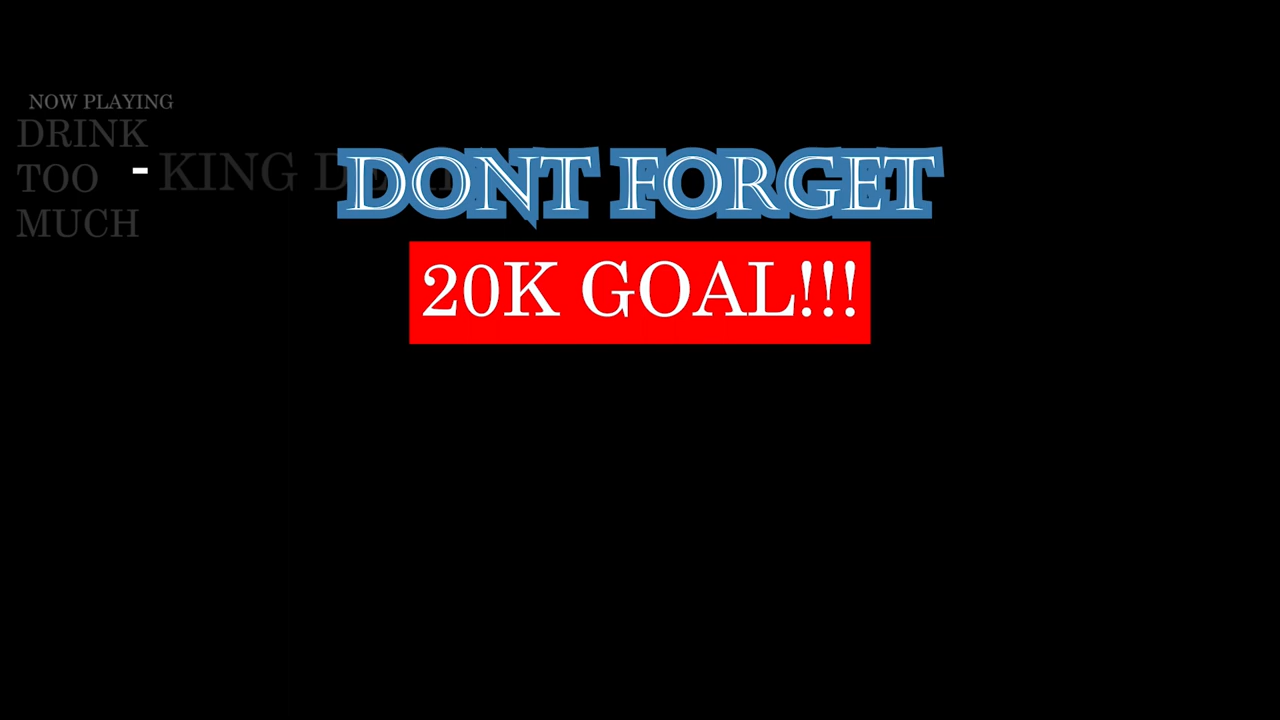 NOW PLAYING
DRINK
TOO
MUCH
- KING
DONT FORGET
20K GOAL!!!